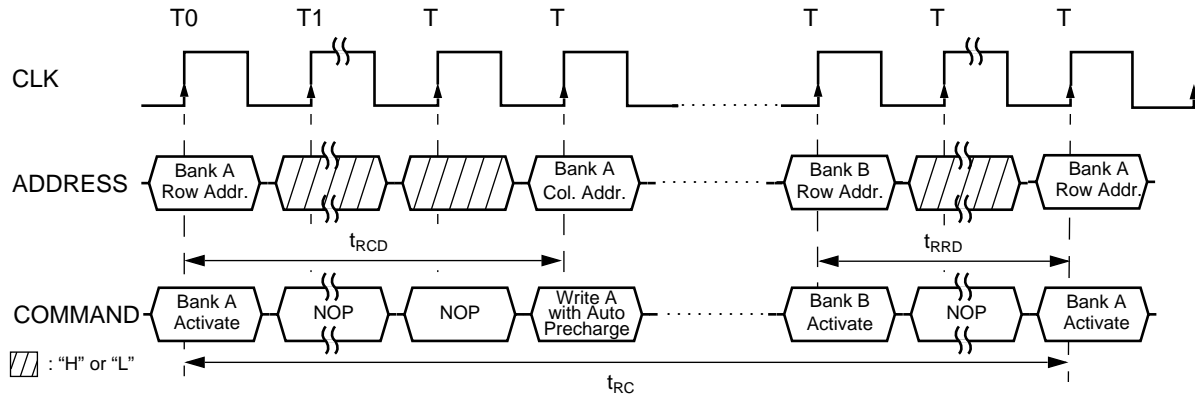 T0 T1 T T T T T
CLK
ADDRESS
Bank A
Row Addr.
Bank A
Col. Addr.
Bank B
Row Addr.
Bank A
Row Addr.
tRCD
tRRD
COMMAND
Bank A
Activate
NOP
NOP
Write A
with Auto
Precharge
Bank B
Activate
NOP
Bank A
Activate
: “H” or “L”
tRC